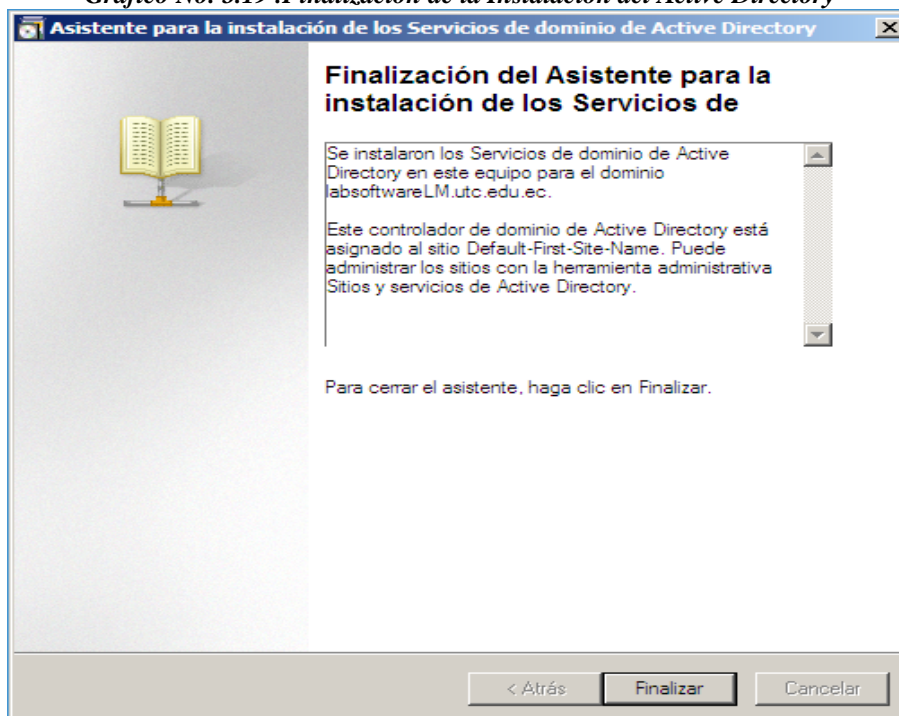 Gráfico No. 3.19 .Finalización de la Instalación del Active Directory
Asistente para la instalación de los Servicios de dominio de Active Directory
Finalización del Asistente para la
instalación de los Servicios de
Se instalaron los Servicios de dominio de Active
Directory en este equipo para el dominio
labsoftwareLM.utc.edu.ec.
Este controlador de dominio de Active Directory está
asignado al sitio Default-First-Site-Name. Puede
administrar los sitios con la herramienta administrativa
Sitios y servicios de Active Directory.
Para cerrar el asistente, haga clic en Finalizar.
< Atrás
Finalizar
Cancelar